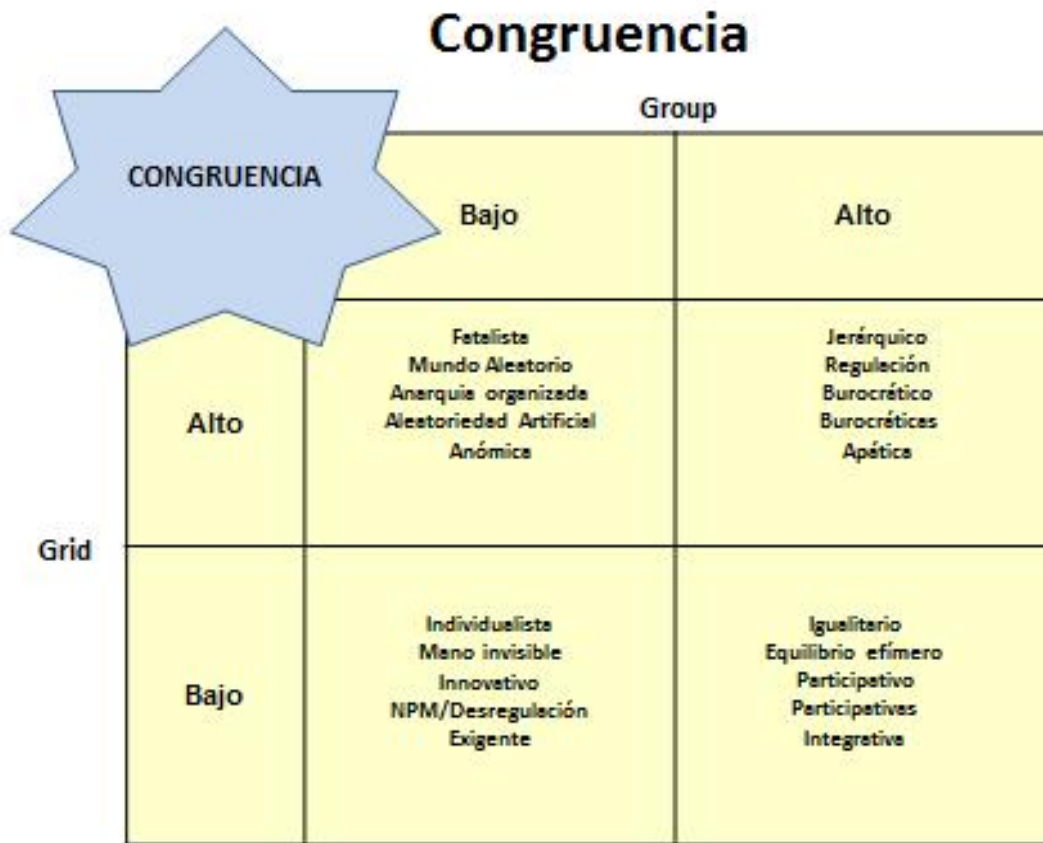 Congruencia
Group
CONGRUENCIA
Bajo
Alto
Alto
Fatalista
Mundo Aleatorio
Anarquia organizada
Aleatoriedad Artificial
Anómica
Jerárquico
Regulación
Burocrático
Burocráticas
Apática
Grid
Bajo
Individualista
Mano invisible
Innovativo
NPM/Desregulación
Exigente
Igualitario
Equilibrio efímero
Participativo
Participativas
Integrativa